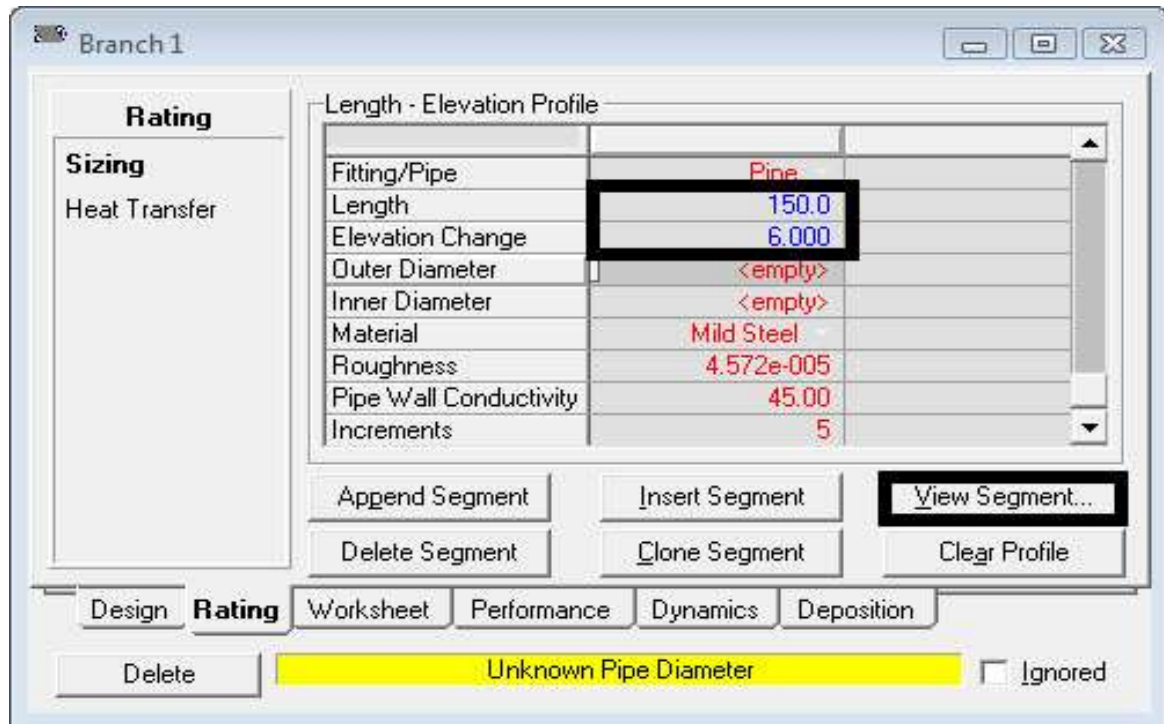 Branch 1
Rating
Sizing
Heat Transfer
Length - Elevation Profile
Fitting/Pipe Pipe
Length 150.0
Elevation Change 6.000
Outer Diameter <empty>
Inner Diameter <empty>
Material Mild Steel
Roughness 4.572e-005
Pipe Wall Conductivity 45.00
Increments 5
Append Segment Insert Segment View Segment...
Delete Segment Clone Segment Clear Profile
Design Rating Worksheet Performance Dynamics Deposition
Delete Unknown Pipe Diameter Ignored